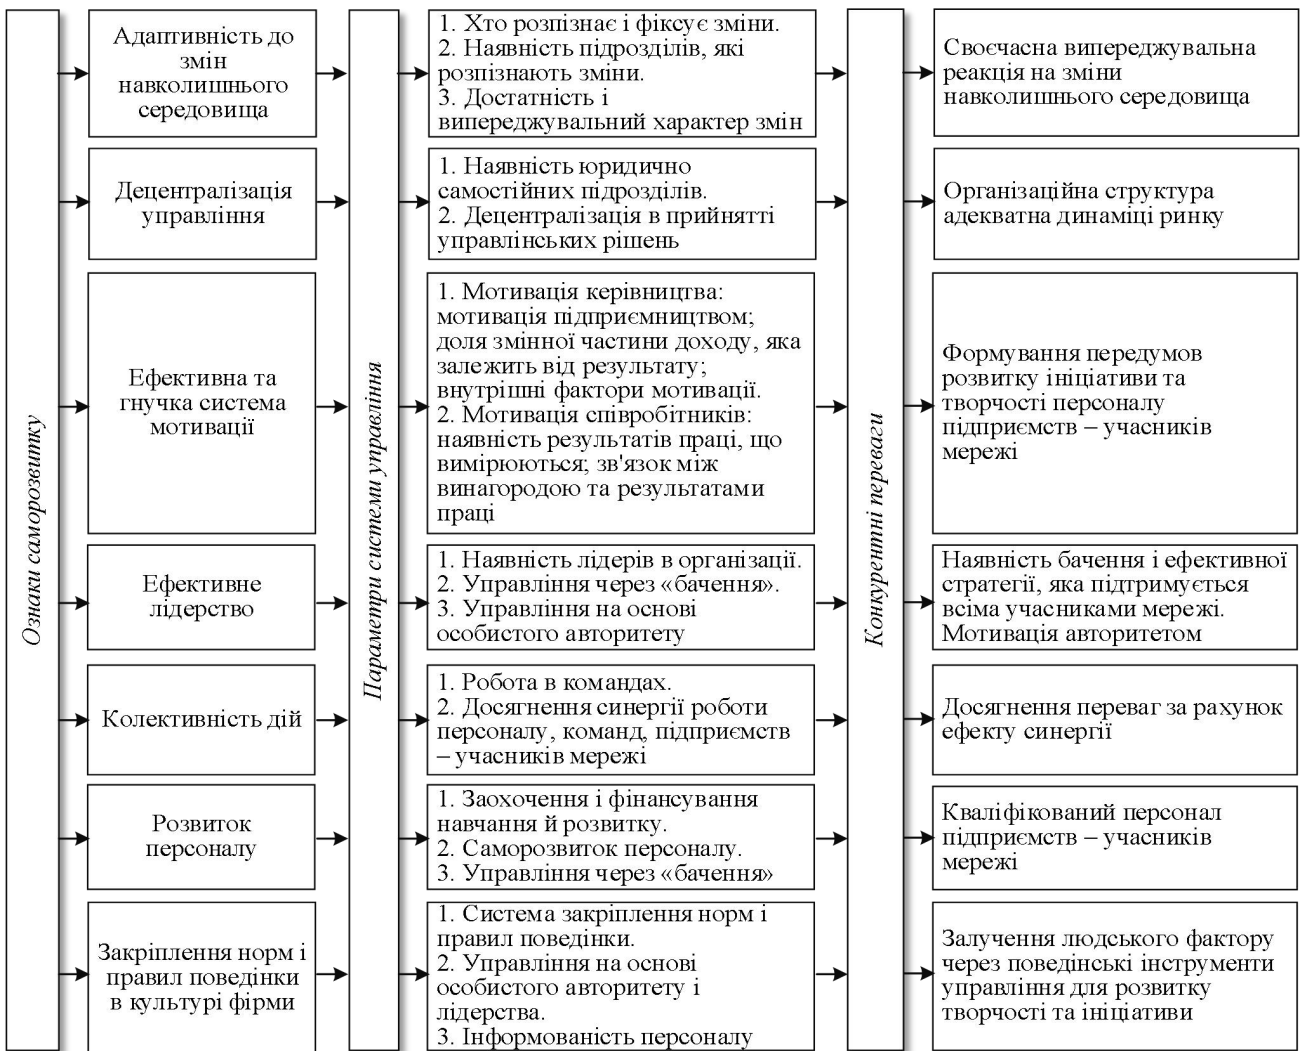 Ознаки саморозвитку
Адаптивність до
змін
навколишнього
середовища
Децентралізація
управління
Ефективна та
гнучка система
мотивації
Ефективне
лідерство
Колективність дій
Розвиток
персоналу
Закріплення норм і
правил поведінки
в культурі фірми
Параметри системи управління
1. Хто розпізнає і фіксує зміни.
2. Наявність підрозділів, які
розпізнають зміни.
3. Достатність і
випереджувальний характер змін
1. Наявність юридично
самостійних підрозділів.
2. Децентралізація в прийнятті
управлінських рішень
1. Мотивація керівництва:
мотивація підприємництвом;
доля змінної частини доходу, яка
залежить від результату;
внутрішні фактори мотивації.
2. Мотивація співробітників:
наявність результатів праці, що
вимірюються; зв'язок між
винагородою та результатами
праці
1. Наявність лідерів в організації.
2. Управління через «бачення».
3. Управління на основі
особистого авторитету
1. Робота в командах.
2. Досягнення синергії роботи
персоналу, команд, підприємств
– учасників мережі
1. Заохочення і фінансування
навчання й розвитку.
2. Саморозвиток персоналу.
3. Управління через «бачення»
1. Система закріплення норм і
правил поведінки.
2. Управління на основі
особистого авторитету і
лідерства.
3. Інформованість персоналу
Конкурентні переваги
Своєчасна випереджувальна
реакція на зміни
навколишнього середовища
Організаційна структура
адекватна динаміці ринку
Формування передумов
розвитку ініціативи та
творчості персоналу
підприємств – учасників
мережі
Наявність бачення і ефективної
стратегії, яка підтримується
всіма учасниками мережі.
Мотивація авторитетом
Досягнення переваг за рахунок
ефекту синергії
Кваліфікований персонал
підприємств – учасників
мережі
Залучення людського фактору
через поведінські інструменти
управління для розвитку
творчості та ініціативи